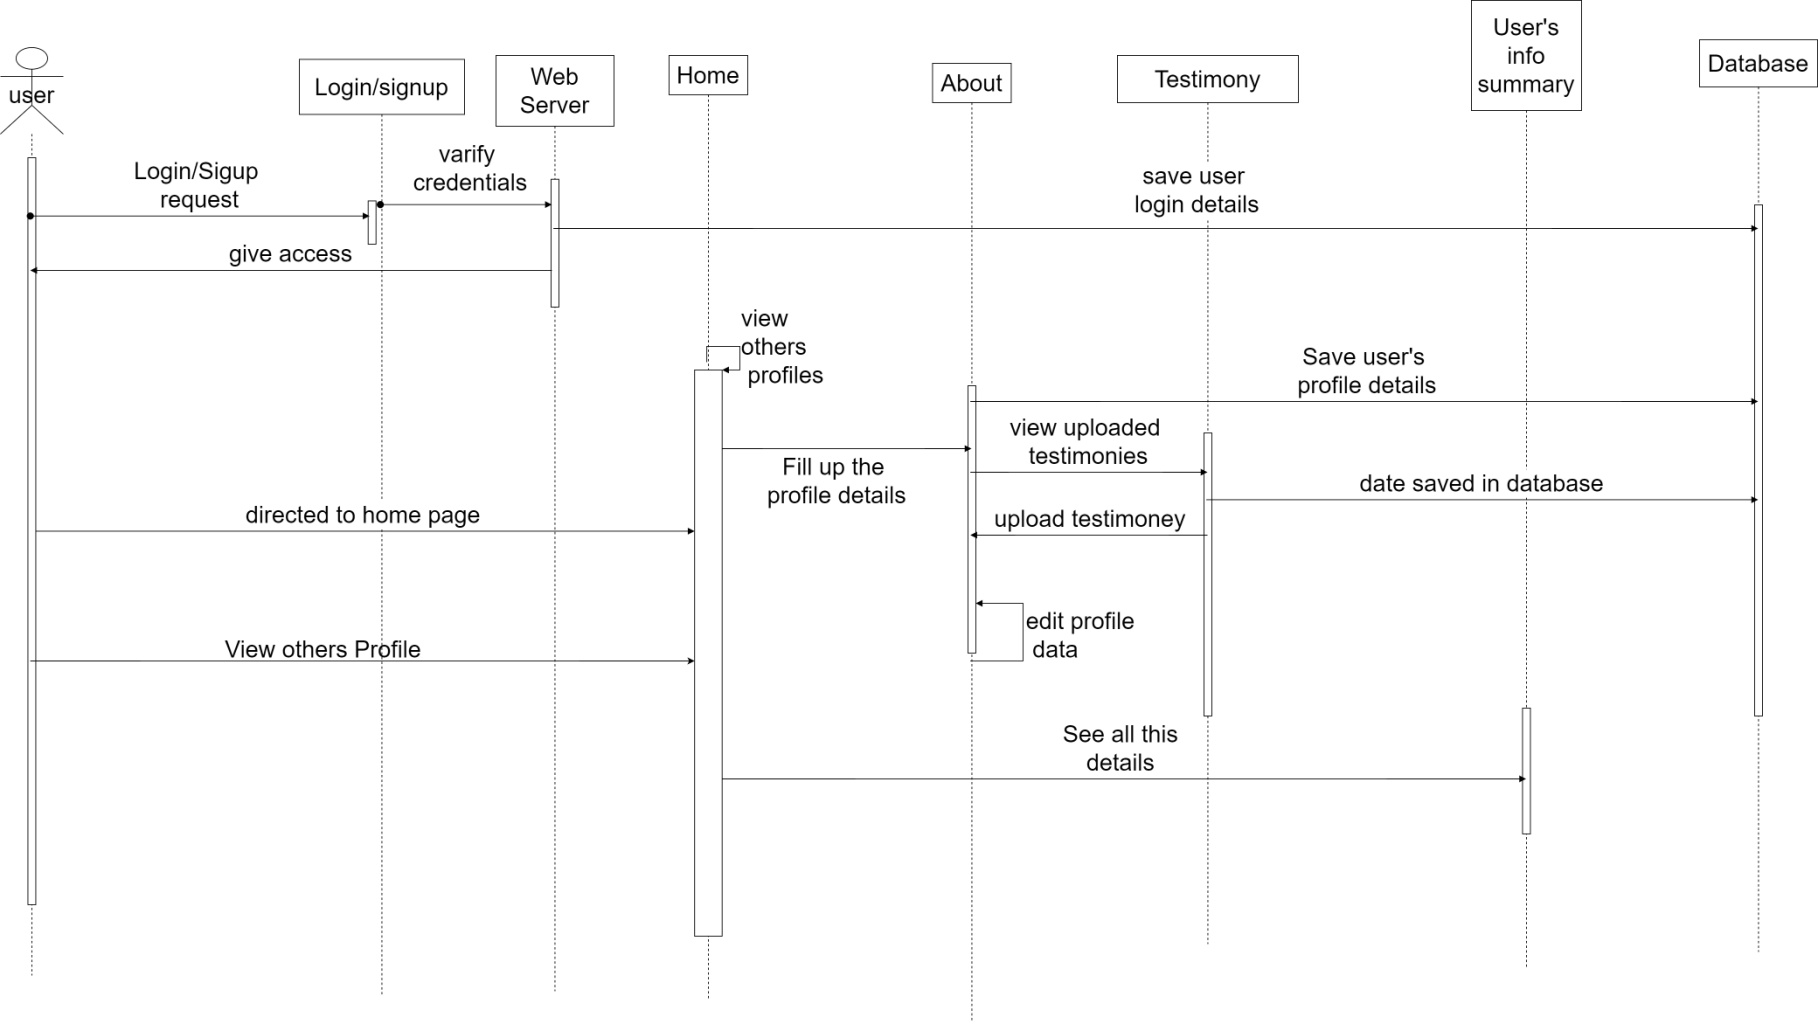 user
Login/signup
Web
Server
Home
About
Testimony
User's
info
summary
Database
Login/Sigup
request
varify
credentials
save user
login details
give access
view
others
profiles
Save user's
profile details
view uploaded
testimonies
Fill up the
profile details
date saved in database
directed to home page
upload testimoney
edit profile
data
View others Profile
See all this
details